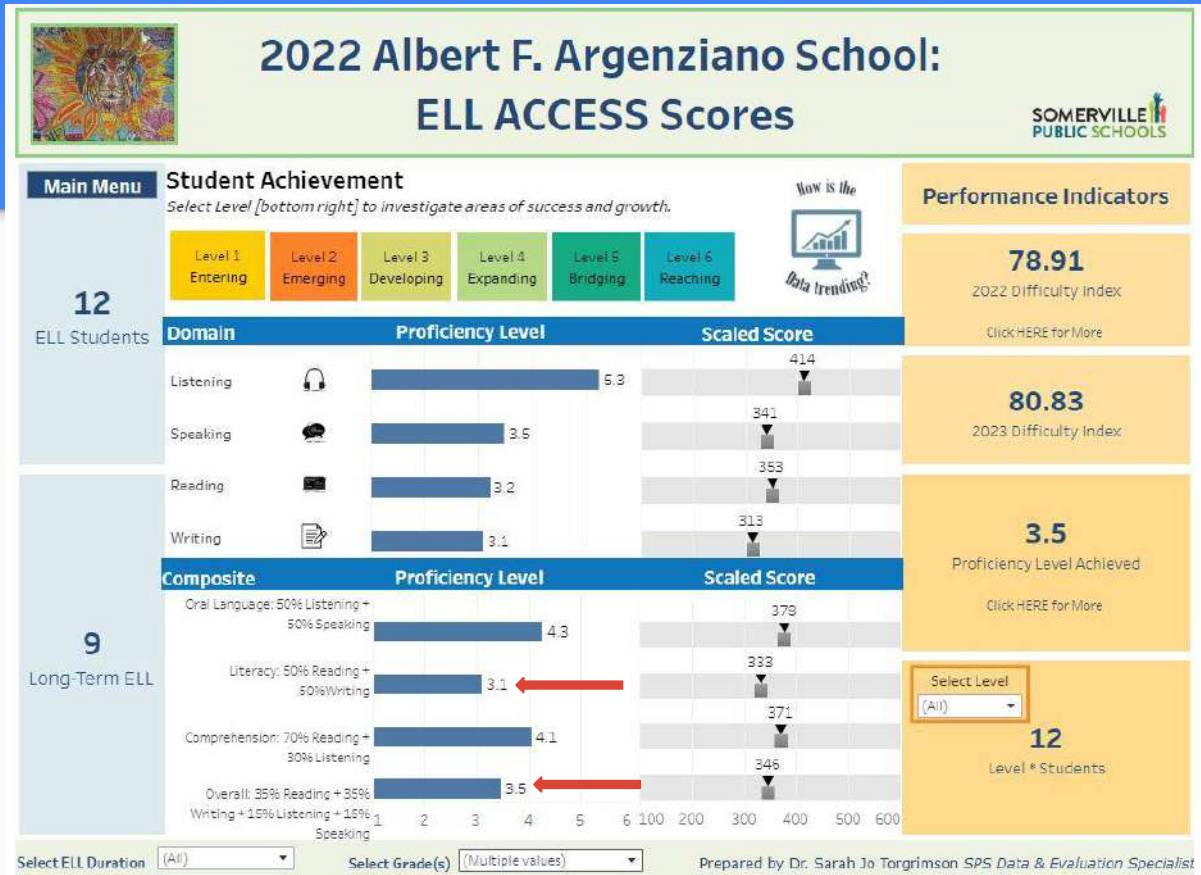 2022 Albert F. Argenziano School:
ELL ACCESS Scores
SOMERVILLE
PUBLIC SCHOOLS
Main Menu
12
ELL Students
9
Long-Term ELL
Student Achievement
Select Level [bottom right] to investigate areas of success and growth.
How is the
Data trending?
Level 1
Entering
Level 2
Emerging
Level 3
Developing
Level 4
Expanding
Level 5
Bridging
Level 6
Reaching
Domain Proficiency Level Scaled Score
Listening 5.3 414
Speaking 3.5 341
Reading 3.2 353
Writing 3.1 313
Composite Proficiency Level Scaled Score
Oral Language: 50% Listening +
50% Speaking
4.3 379
Literacy: 50% Reading +
50%Writing
3.1 333
Comprehension: 70% Reading +
30% Listening
4.1 371
Overall: 35% Reading + 35%
Writing + 15% Listening + 15%
Speaking
3.5 346
1 2 3 4 5 6 100 200 300 400 500 600
Performance Indicators
78.91
2022 Difficulty Index
Click HERE for More
80.83
2023 Difficulty Index
3.5
Proficiency Level Achieved
Click HERE for More
Select Level
(All)
12
Level * Students
Select ELL Duration (All) Select Grade(s) (Multiple values) Prepared by Dr. Sarah Jo Torgrimson SPS Data & Evaluation Specialist